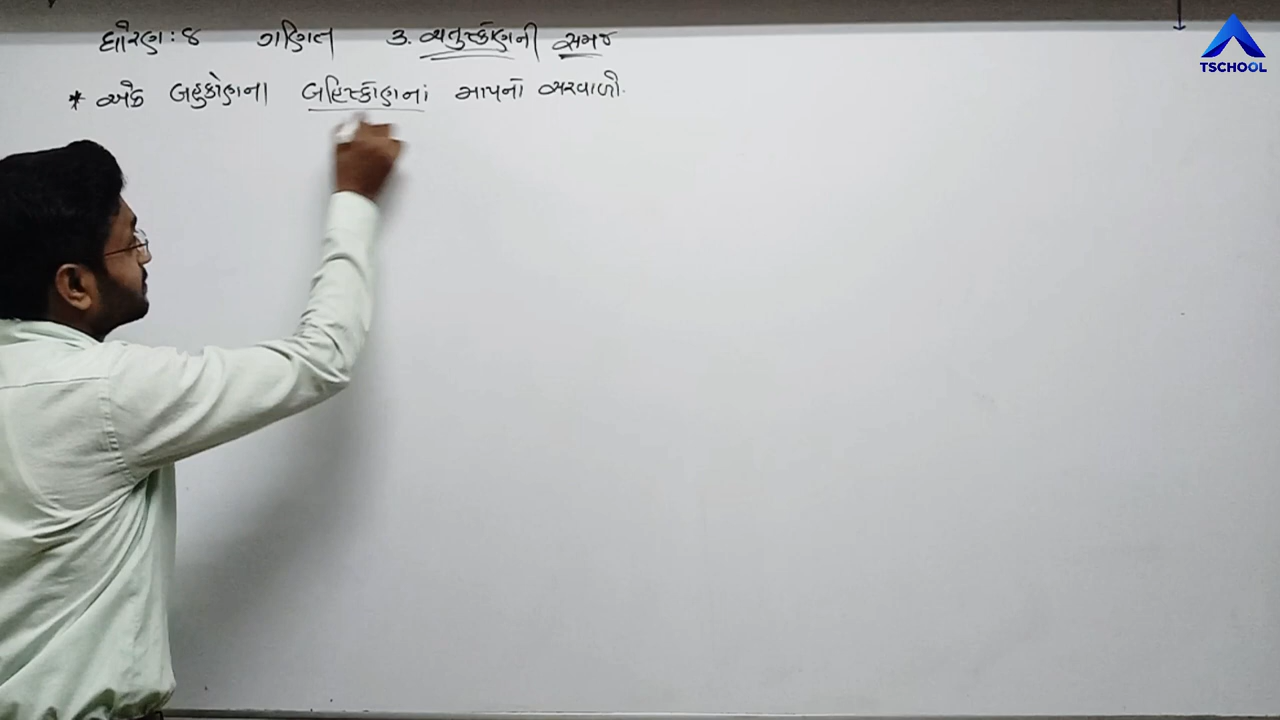 ધોરણ : ૮ ગણિત ૩. ચતુષ્કોણની સમજ
* એક બહુકોણના બહિષ્કોણનાં માપનો સરવાળો.
TSCHOOL